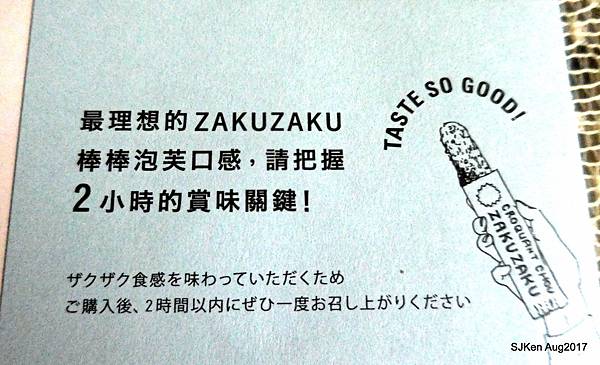 TASTE SO GOOD!
最理想的ZAKUZAKU
棒棒泡芙口感，請把握
2小時的賞味關鍵！
CROQUANT CHOU
ZAKUZAKU
ザクザク食感を味わっていただくため
ご購入後、2時間以内にぜひ一度お召し上がりください
SJKen Aug2017